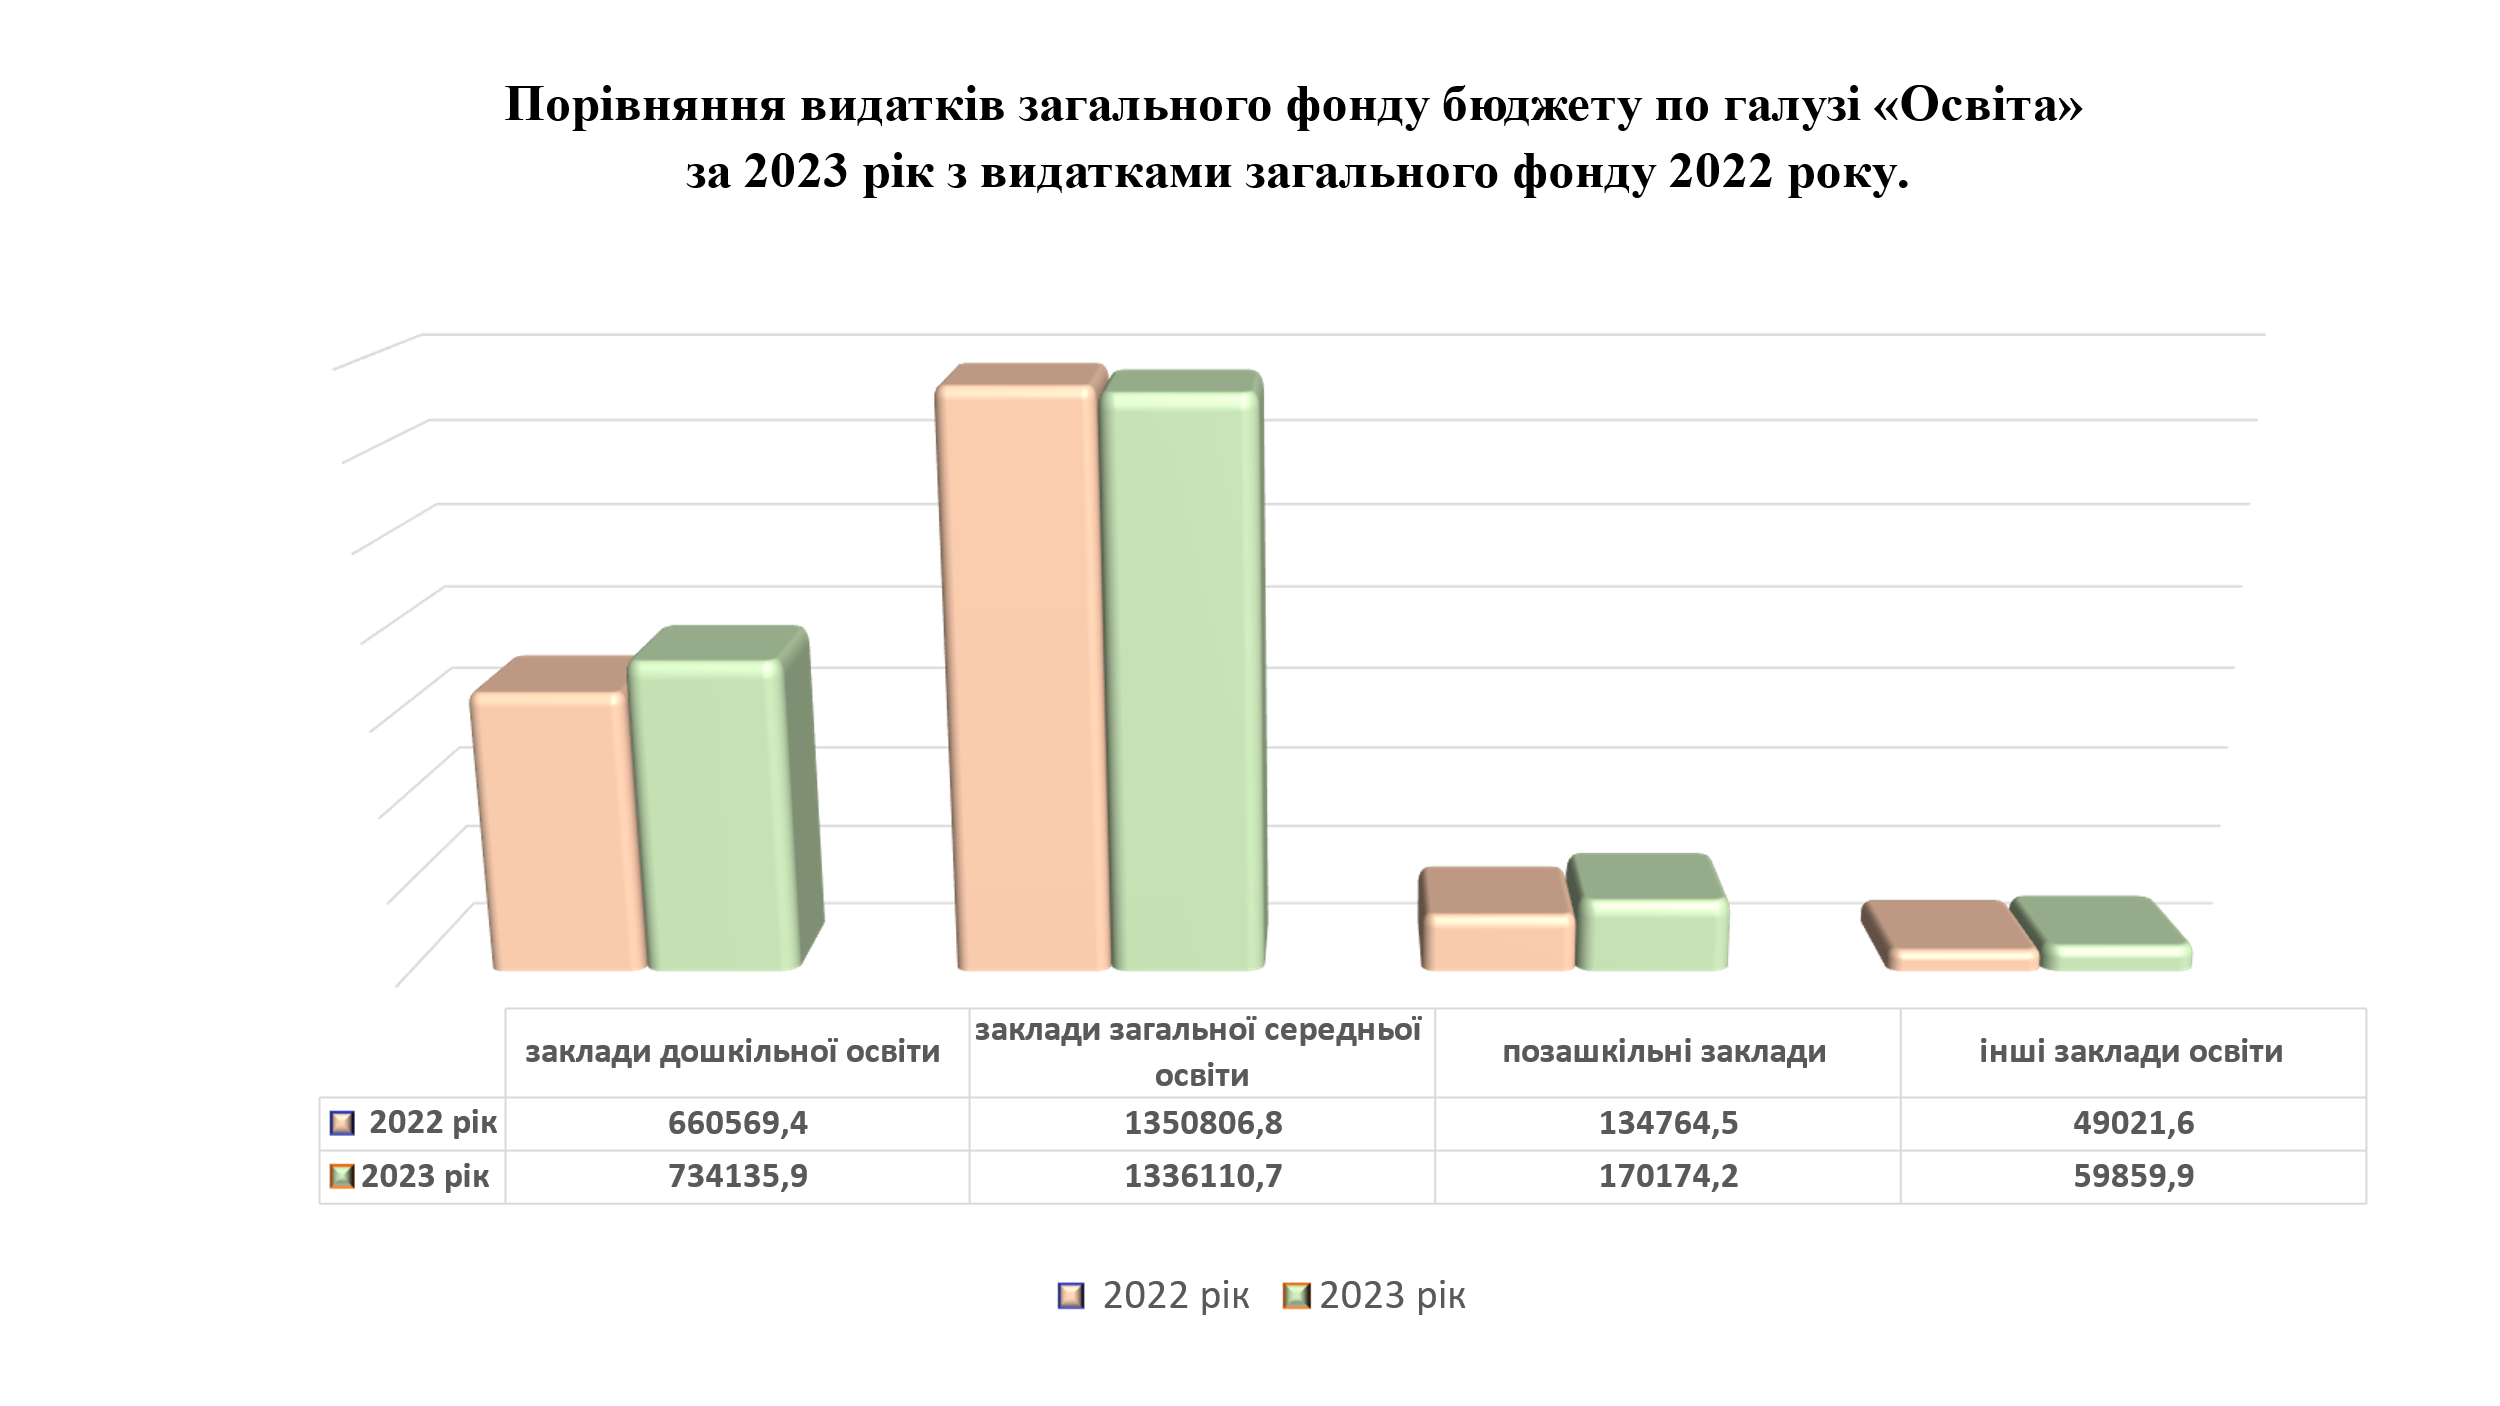 Порівняння видатків загального фонду бюджету по галузі «Освіта»
за 2023 рік з видатками загального фонду 2022 року.
заклади дошкільної освіти
заклади загальної середньої
освіти
позашкільні заклади
інші заклади освіти
2022 рік 660569,4 1350806,8 134764,5 49021,6
2023 рік 734135,9 1336110,7 170174,2 59859,9
2022 рік 2023 рік